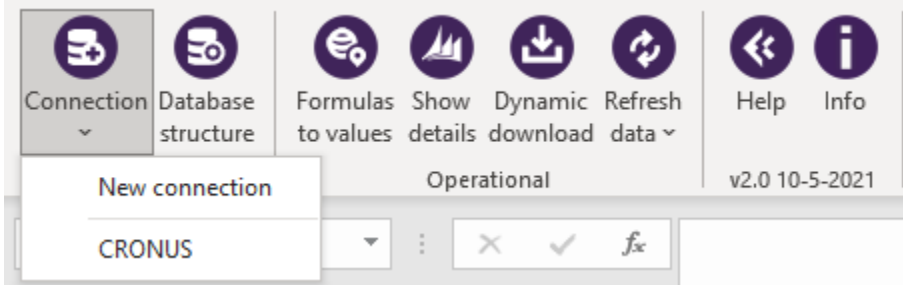 Connection Database Formulas Show Dynamic Refresh Help Info
structure to values details download data
New connection Operational v2.0 10-5-2021
CRONUS fx